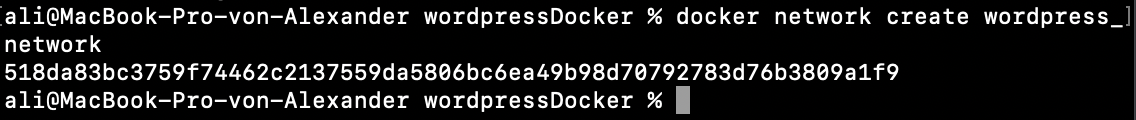 ali@MacBook-Pro-von-Alexander wordpressDocker % docker network create wordpress_
network
518da83bc3759f74462c2137559da5806bc6ea49b98d70792783d76b3809a1f9
ali@MacBook-Pro-von-Alexander wordpressDocker %